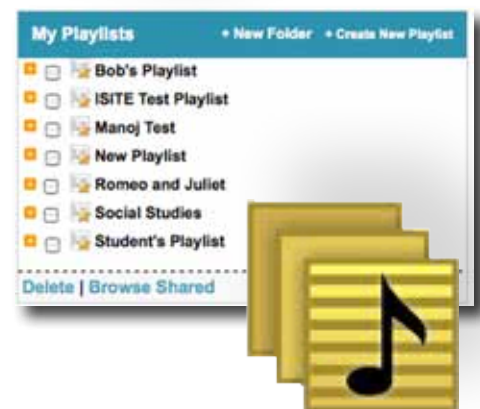 My Playlists + New Folder + Create New Playlist
Bob's Playlist
ISITE Test Playlist
Manoj Test
New Playlist
Romeo and Juliet
Social Studies
Student's Playlist
Delete | Browse Shared